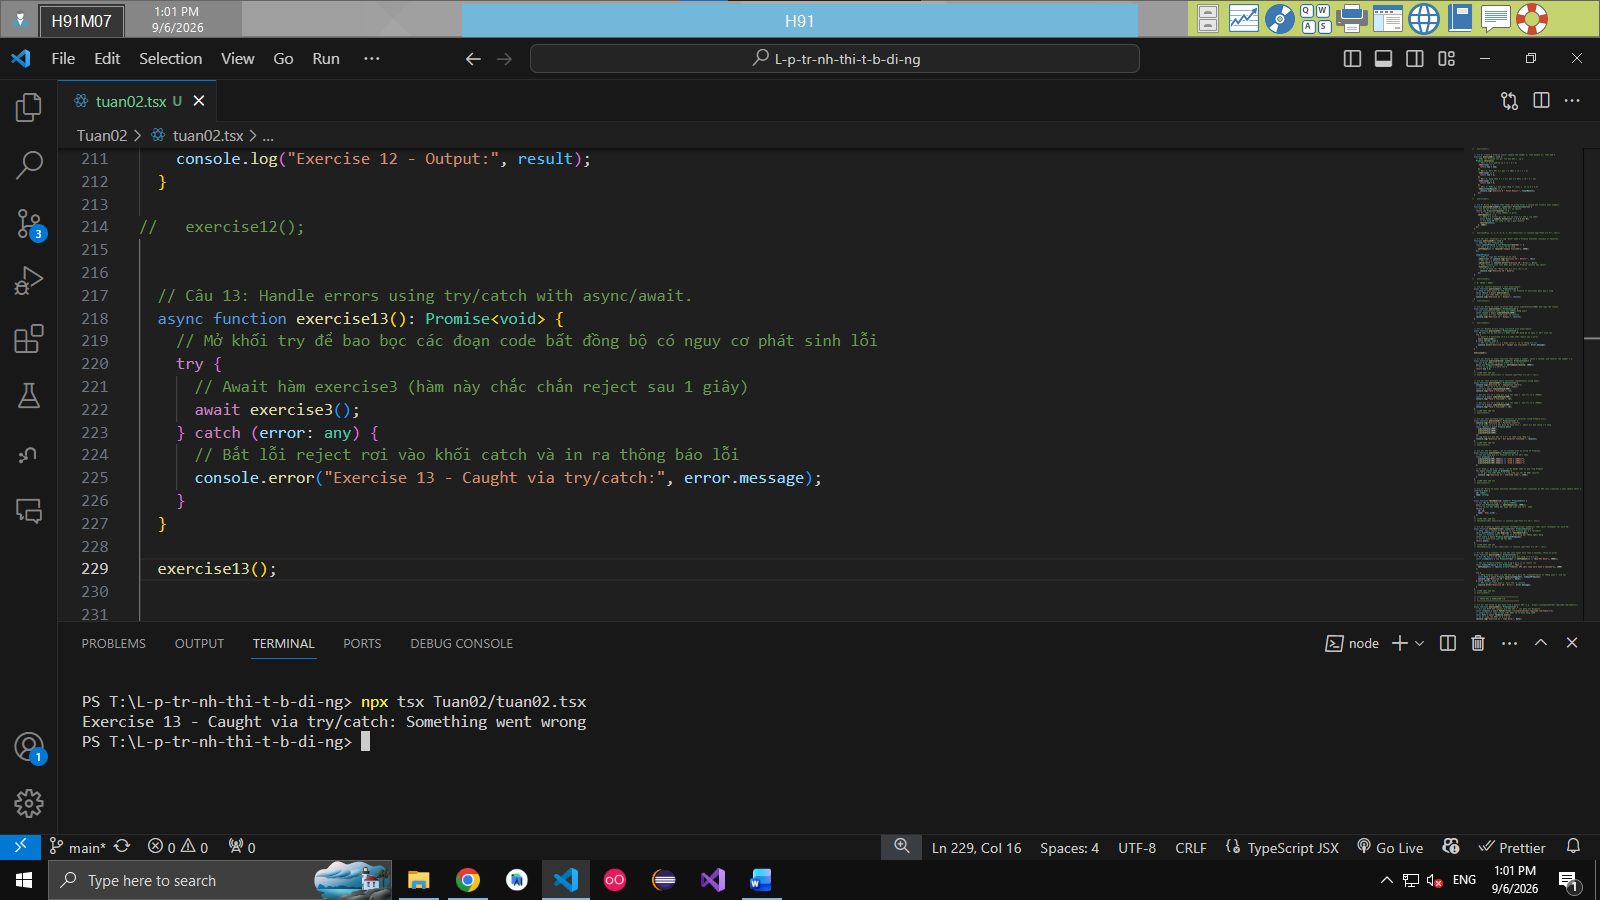 H91M07
1:01 PM
9/6/2026
H91
Q W
A S
File Edit Selection View Go Run ···
L-p-tr-nh-thi-t-b-di-ng
tuan02.tsx U
Tuan02 > tuan02.tsx > ...
211 console.log("Exercise 12 - Output:", result);
212 }
213
214 // exercise12();
215
216
217 // Câu 13: Handle errors using try/catch with async/await.
218 async function exercise13(): Promise<void> {
219 // Mở khối try để bao bọc các đoạn code bất đồng bộ có nguy cơ phát sinh lỗi
220 try {
221 // Await hàm exercise3 (hàm này chắc chắn reject sau 1 giây)
222 await exercise3();
223 } catch (error: any) {
224 // Bắt lỗi reject rơi vào khối catch và in ra thông báo lỗi
225 console.error("Exercise 13 - Caught via try/catch:", error.message);
226 }
227 }
228
229 exercise13();
230
231
3
1
PROBLEMS OUTPUT TERMINAL PORTS DEBUG CONSOLE
node
PS T:\L-p-tr-nh-thi-t-b-di-ng> npx tsx Tuan02/tuan02.tsx
Exercise 13 - Caught via try/catch: Something went wrong
PS T:\L-p-tr-nh-thi-t-b-di-ng>
main* 0 0 0
Ln 229, Col 16 Spaces: 4 UTF-8 CRLF {} TypeScript JSX Go Live Prettier
Type here to search
ENG
1:01 PM
9/6/2026
1